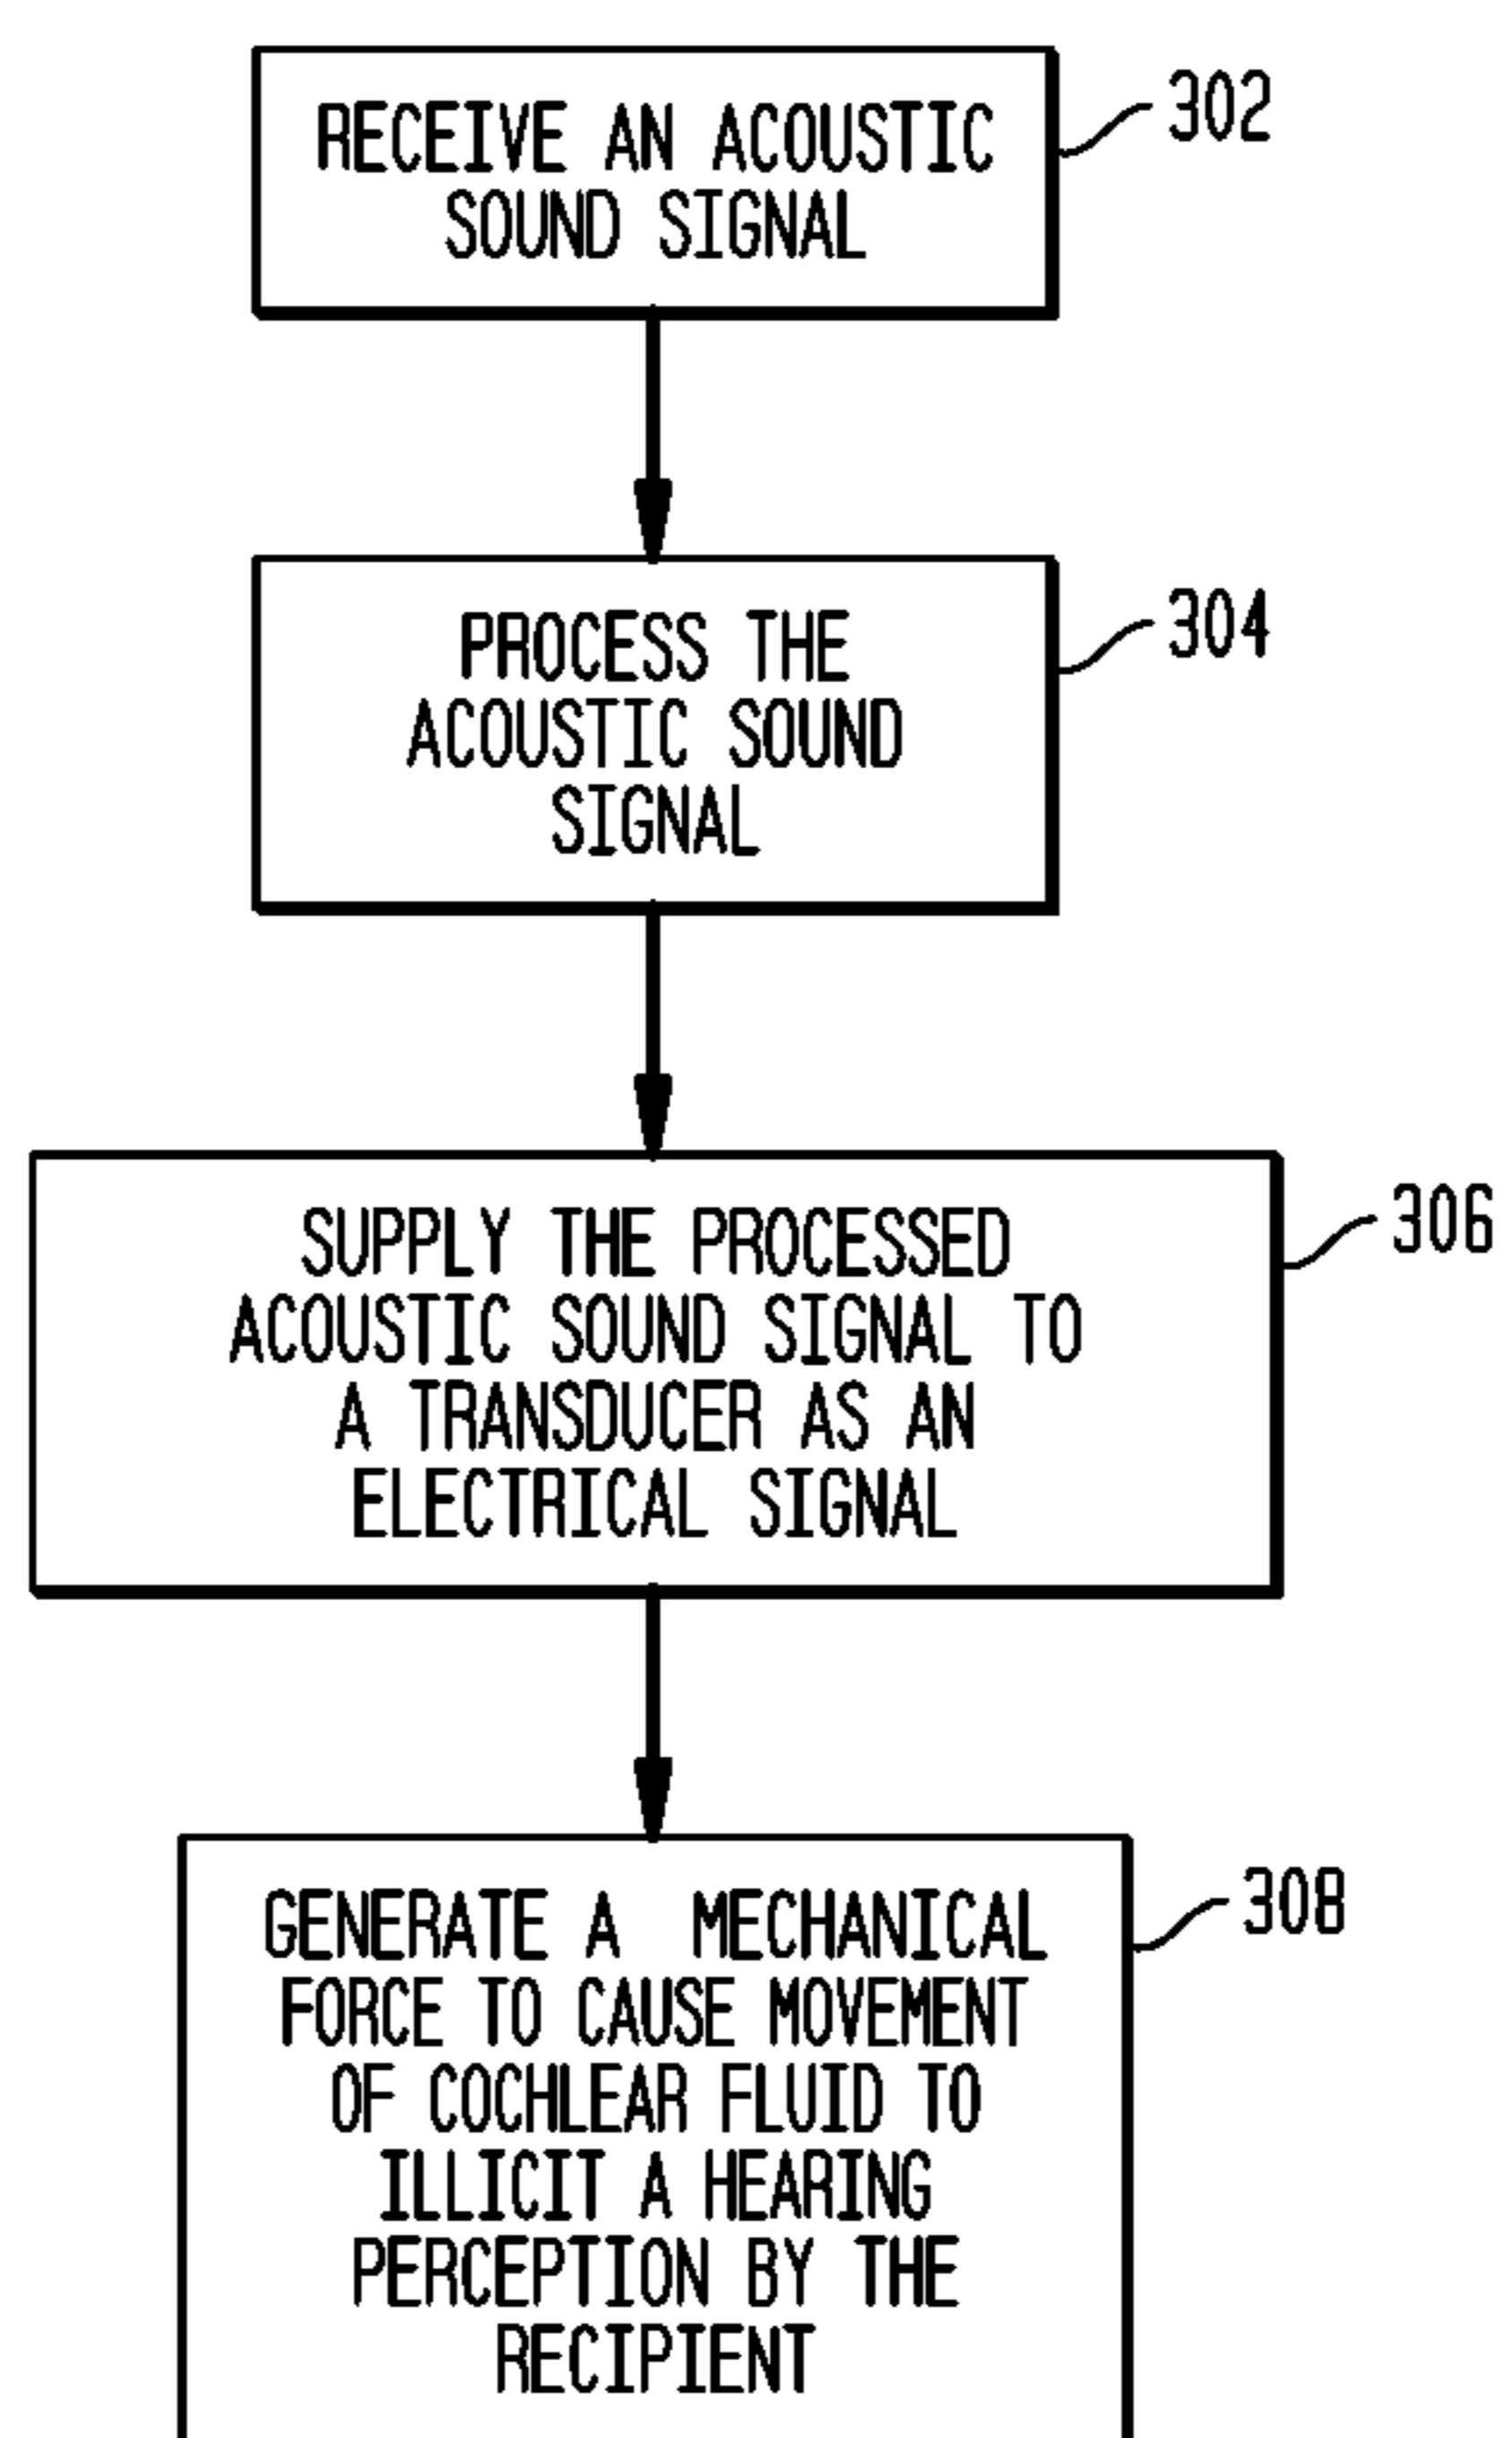 RECEIVE AN ACOUSTIC
SOUND SIGNAL
302
PROCESS THE
ACOUSTIC SOUND
SIGNAL
304
SUPPLY THE PROCESSED
ACOUSTIC SOUND SIGNAL TO
A TRANSDUCER AS AN
ELECTRICAL SIGNAL
306
GENERATE A MECHANICAL
FORCE TO CAUSE MOVEMENT
OF COCHLEAR FLUID TO
ILLICIT A HEARING
PERCEPTION BY THE
RECIPIENT
308